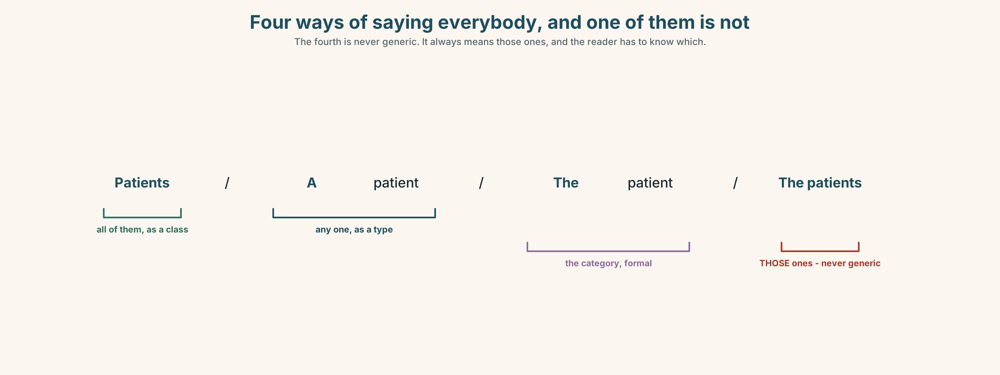 Four ways of saying everybody, and one of them is not
The fourth is never generic. It always means those ones, and the reader has to know which.
Patients / A patient / The patient / The patients
all of them, as a class
any one, as a type
the category, formal
THOSE ones - never generic